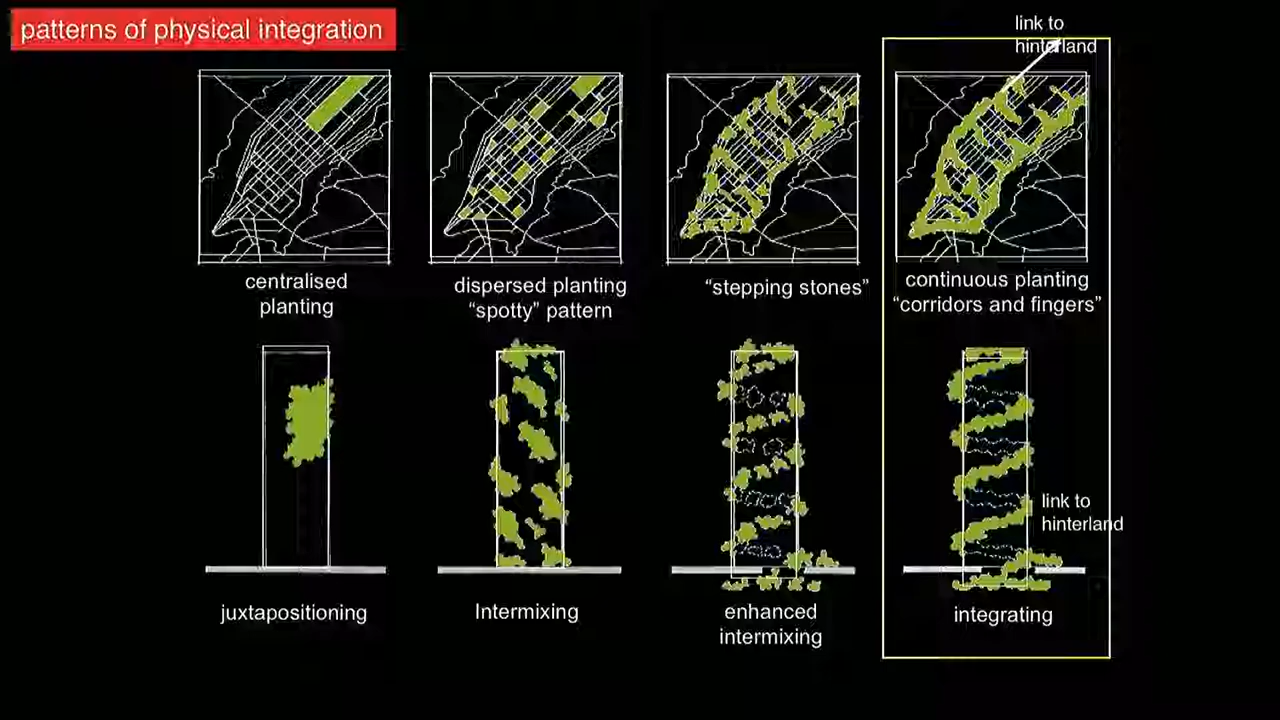 patterns of physical integration
link to
hinterland
centralised
planting
dispersed planting
“spotty” pattern
“stepping stones”
continuous planting
“corridors and fingers”
link to
hinterland
juxtapositioning
Intermixing
enhanced
intermixing
integrating